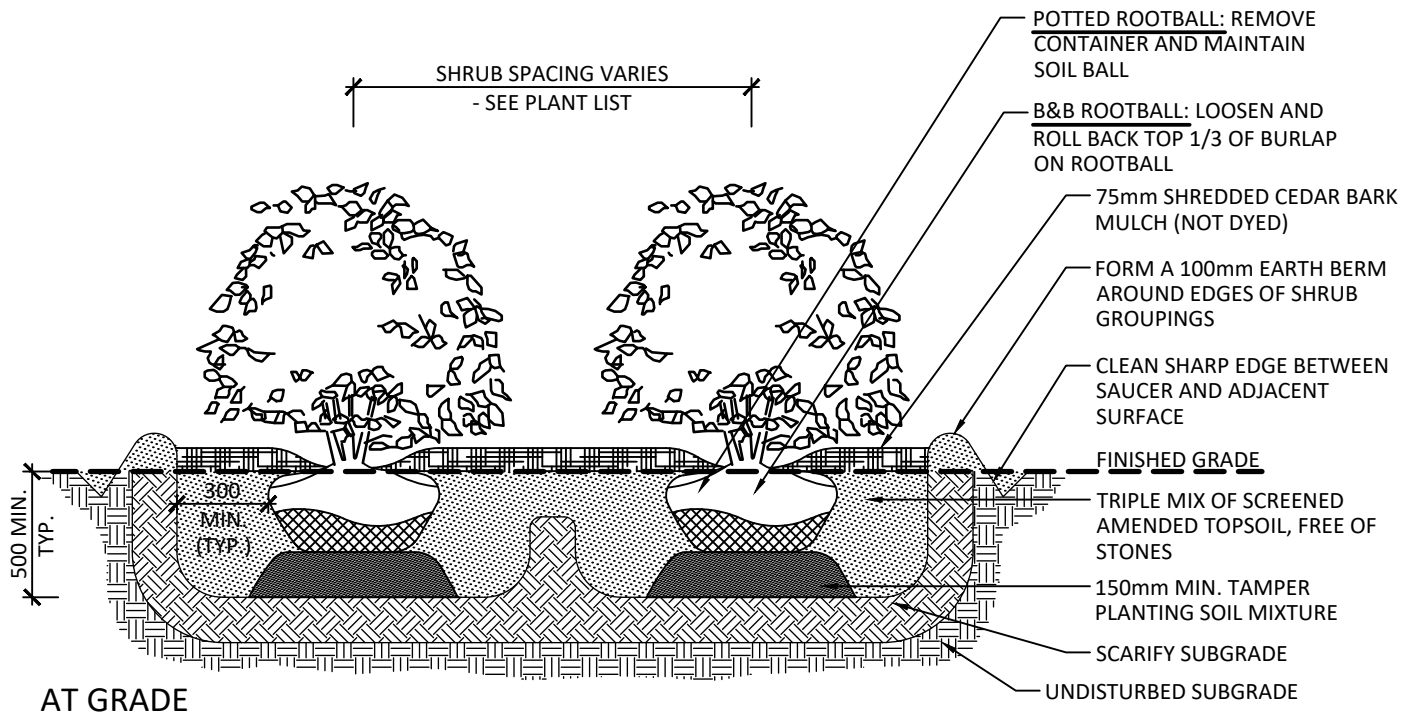 POTTED ROOTBALL: REMOVE
CONTAINER AND MAINTAIN
SOIL BALL
SHRUB SPACING VARIES
- SEE PLANT LIST
B&B ROOTBALL: LOOSEN AND
ROLL BACK TOP 1/3 OF BURLAP
ON ROOTBALL
75mm SHREDDED CEDAR BARK
MULCH (NOT DYED)
FORM A 100mm EARTH BERM
AROUND EDGES OF SHRUB
GROUPINGS
CLEAN SHARP EDGE BETWEEN
SAUCER AND ADJACENT
SURFACE
FINISHED GRADE
300
MIN.
(TYP.)
500 MIN.
TYP.
TRIPLE MIX OF SCREENED
AMENDED TOPSOIL, FREE OF
STONES
150mm MIN. TAMPER
PLANTING SOIL MIXTURE
SCARIFY SUBGRADE
UNDISTURBED SUBGRADE
AT GRADE